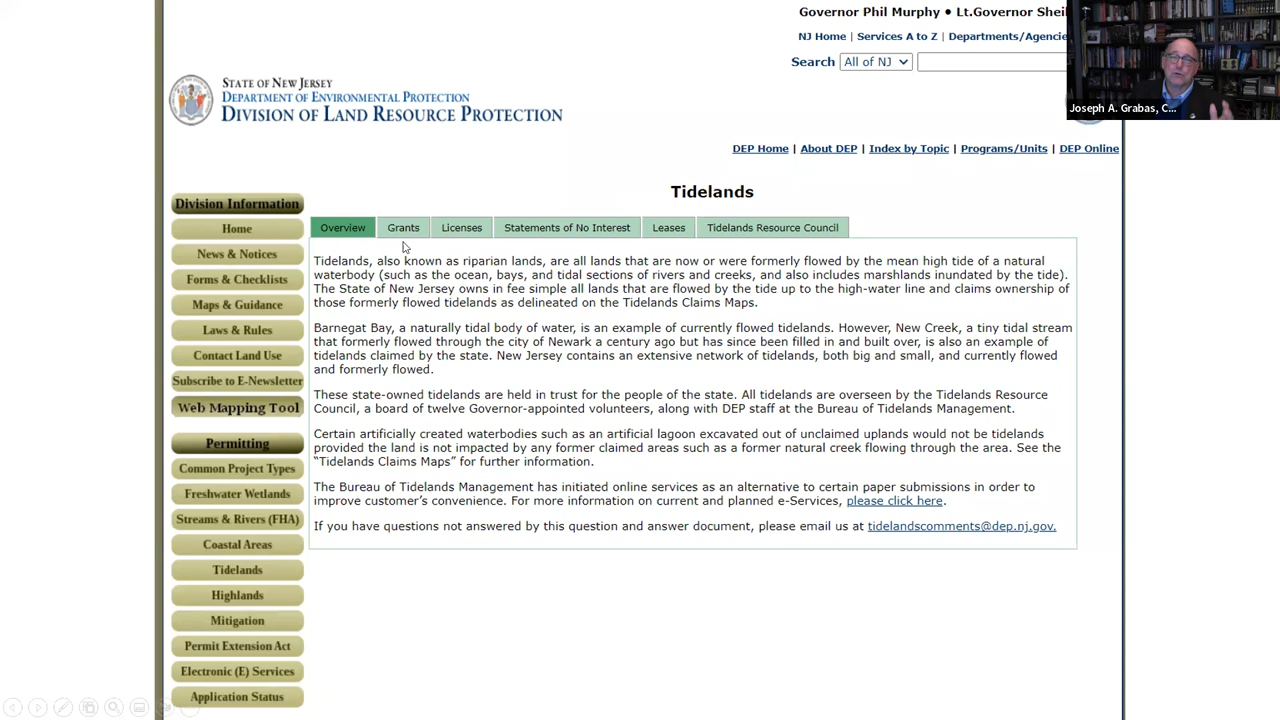 Governor Phil Murphy • Lt.Governor Sheil
NJ Home | Services A to Z | Departments/Agencie
Search All of NJ
Joseph A. Grabas, C...
STATE OF NEW JERSEY
DEPARTMENT OF ENVIRONMENTAL PROTECTION
DIVISION OF LAND RESOURCE PROTECTION
DEP Home | About DEP | Index by Topic | Programs/Units | DEP Online
Tidelands
Division Information
Home
News & Notices
Forms & Checklists
Maps & Guidance
Laws & Rules
Contact Land Use
Subscribe to E-Newsletter
Web Mapping Tool
Permitting
Common Project Types
Freshwater Wetlands
Streams & Rivers (FHA)
Coastal Areas
Tidelands
Highlands
Mitigation
Permit Extension Act
Electronic (E) Services
Application Status
Overview Grants Licenses Statements of No Interest Leases Tidelands Resource Council
Tidelands, also known as riparian lands, are all lands that are now or were formerly flowed by the mean high tide of a natural
waterbody (such as the ocean, bays, and tidal sections of rivers and creeks, and also includes marshlands inundated by the tide).
The State of New Jersey owns in fee simple all lands that are flowed by the tide up to the high-water line and claims ownership of
those formerly flowed tidelands as delineated on the Tidelands Claims Maps.
Barnegat Bay, a naturally tidal body of water, is an example of currently flowed tidelands. However, New Creek, a tiny tidal stream
that formerly flowed through the city of Newark a century ago but has since been filled in and built over, is also an example of
tidelands claimed by the state. New Jersey contains an extensive network of tidelands, both big and small, and currently flowed
and formerly flowed.
These state-owned tidelands are held in trust for the people of the state. All tidelands are overseen by the Tidelands Resource
Council, a board of twelve Governor-appointed volunteers, along with DEP staff at the Bureau of Tidelands Management.
Certain artificially created waterbodies such as an artificial lagoon excavated out of unclaimed uplands would not be tidelands
provided the land is not impacted by any former claimed areas such as a former natural creek flowing through the area. See the
“Tidelands Claims Maps” for further information.
The Bureau of Tidelands Management has initiated online services as an alternative to certain paper submissions in order to
improve customer’s convenience. For more information on current and planned e-Services, please click here.
If you have questions not answered by this question and answer document, please email us at tidelandscomments@dep.nj.gov.